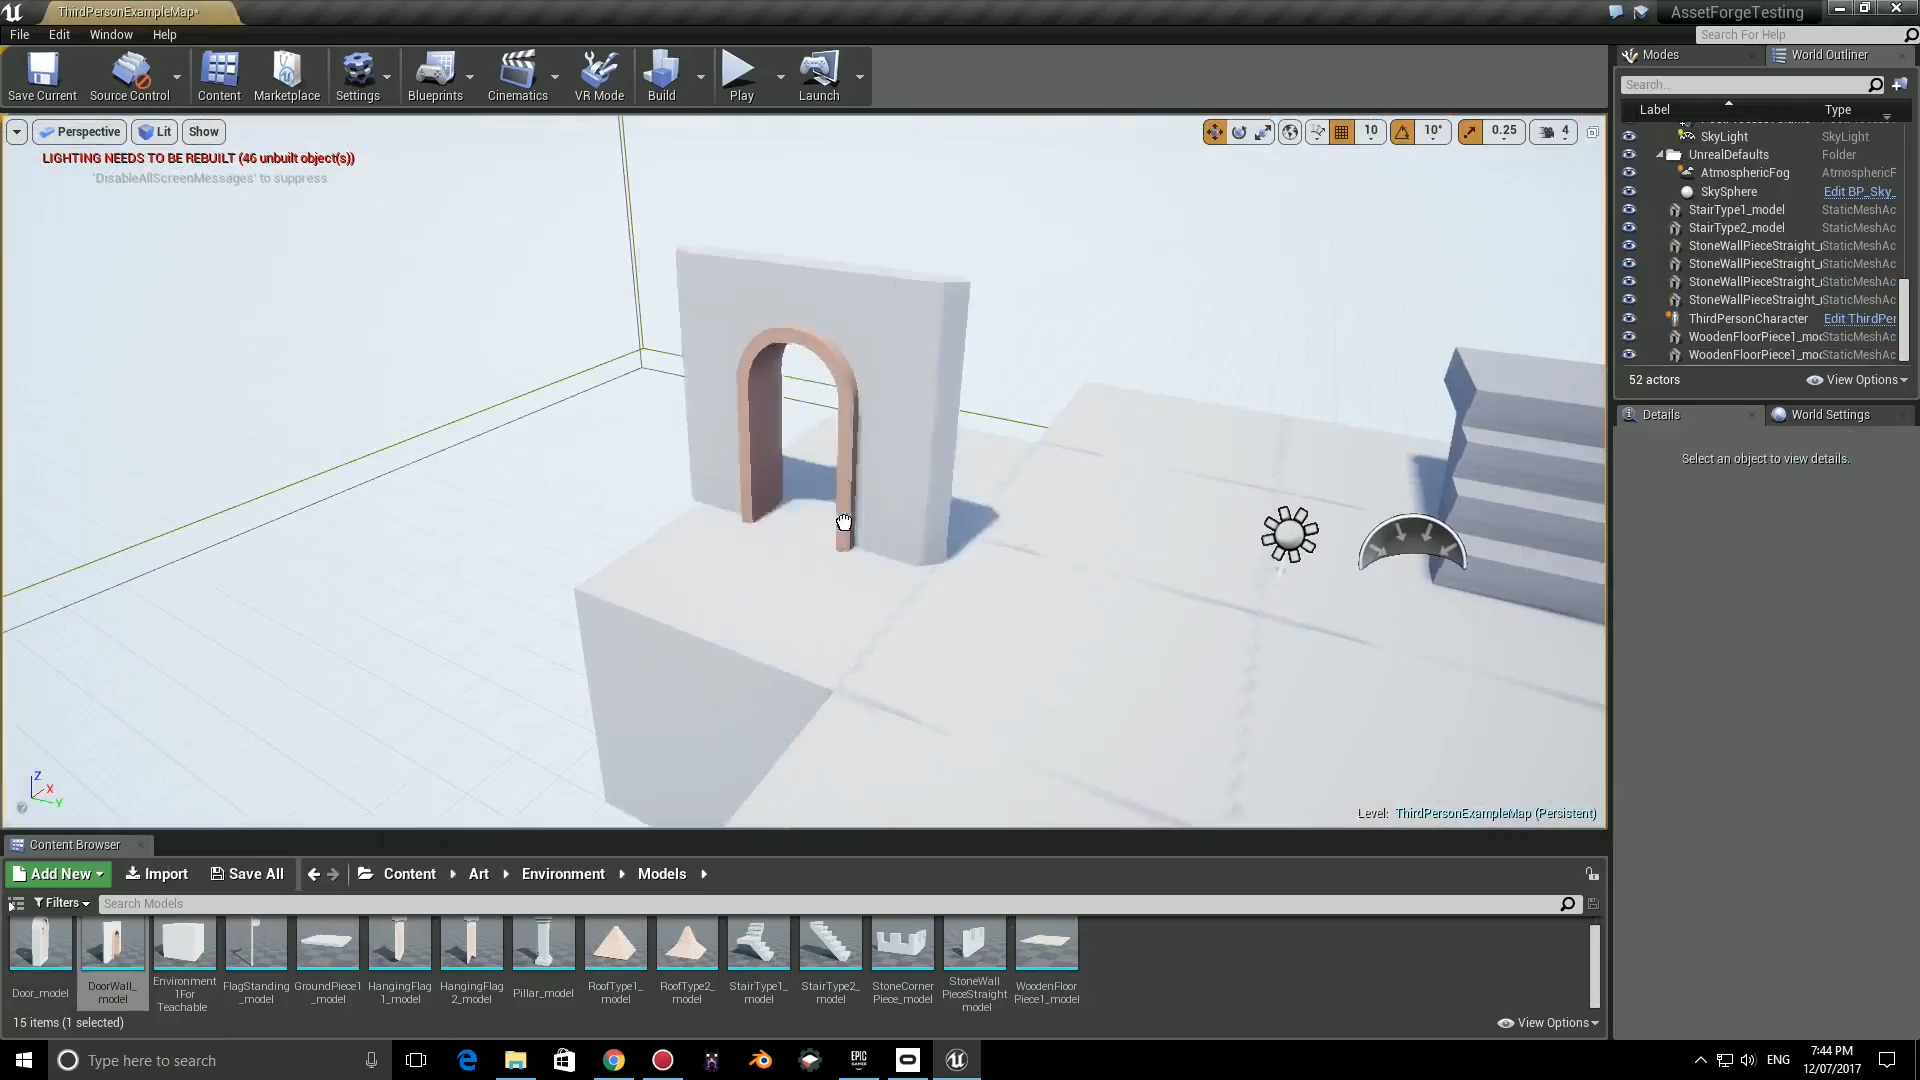 ThirdPersonExampleMap*
AssetForgeTesting
File Edit Window Help
Search For Help
Save Current Source Control Content Marketplace Settings Blueprints Cinematics VR Mode Build Play Launch
Modes World Outliner
Search...
Label Type
SkyLight SkyLight
UnrealDefaults Folder
AtmosphericFog AtmosphericF
SkySphere Edit BP_Sky_
StairType1_model StaticMeshAc
StairType2_model StaticMeshAc
StoneWallPieceStraight_ StaticMeshAc
StoneWallPieceStraight_ StaticMeshAc
StoneWallPieceStraight_ StaticMeshAc
StoneWallPieceStraight_ StaticMeshAc
ThirdPersonCharacter Edit ThirdPer
WoodenFloorPiece1_mod StaticMeshAc
WoodenFloorPiece1_mod StaticMeshAc
52 actors View Options
Details World Settings
Select an object to view details.
Perspective Lit Show
10 10° 0.25 4
LIGHTING NEEDS TO BE REBUILT (46 unbuilt object(s))
'DisableAllScreenMessages' to suppress
Z
X
Y
Level: ThirdPersonExampleMap (Persistent)
Content Browser
Add New Import Save All Content Art Environment Models
Filters Search Models
Door_model
DoorWall_
model
Environment
1For
Teachable
FlagStanding
_model
GroundPiece1
_model
HangingFlag
1_model
HangingFlag
2_model
Pillar_model
RoofType1_
model
RoofType2_
model
StairType1_
model
StairType2_
model
StoneCorner
Piece_model
StoneWall
PieceStraight
model
WoodenFloor
Piece1_model
15 items (1 selected)
View Options
Type here to search
EPIC
GAMES
ENG
7:44 PM
12/07/2017